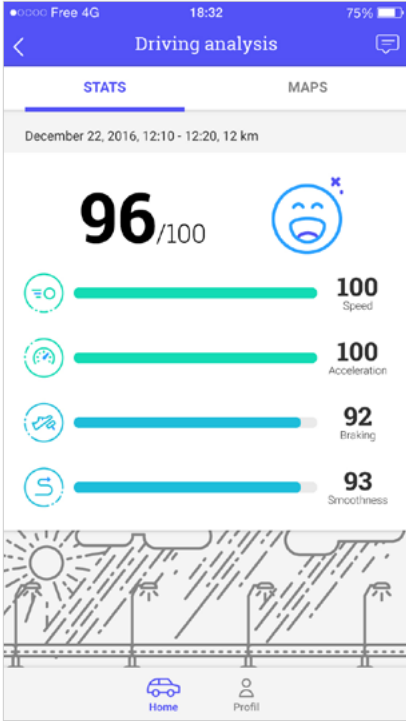 Free 4G 18:32 75%
Driving analysis
STATS MAPS
December 22, 2016, 12:10 - 12:20, 12 km
96/100
100
Speed
100
Acceleration
92
Braking
93
Smoothness
Home Profil